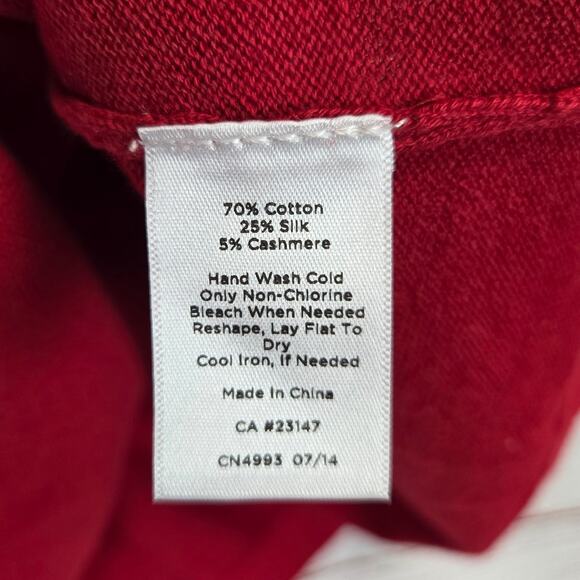 70% Cotton
25% Silk
5% Cashmere
Hand Wash Cold
Only Non-Chlorine
Bleach When Needed
Reshape, Lay Flat To
Dry
Cool Iron, If Needed
Made in China
CA #23147
CN4993 07/14